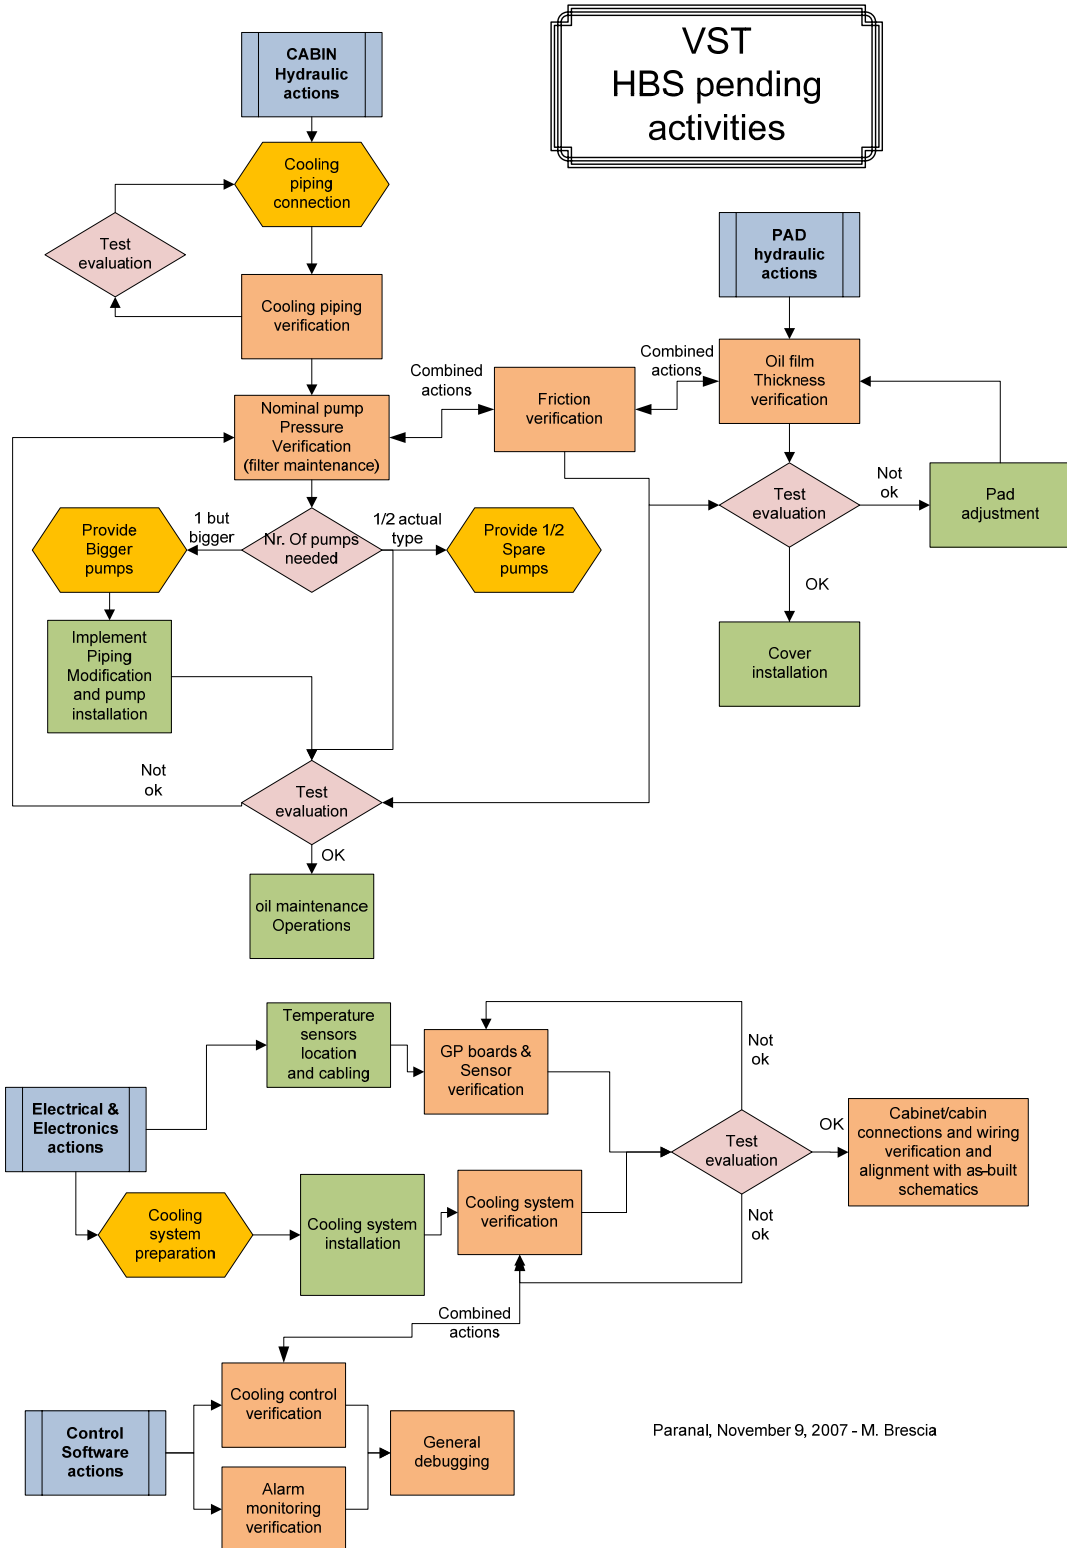 VST
HBS pending
activities
CABIN
Hydraulic
actions
Cooling
piping
connection
Test
evaluation
Cooling piping
verification
PAD
hydraulic
actions
Combined
actions
Combined
actions
Oil film
Thickness
verification
Friction
verification
Nominal pump
Pressure
Verification
(filter maintenance)
Not
ok
Test
evaluation
Pad
adjustment
Provide
Bigger
pumps
1 but
bigger
Nr. Of pumps
needed
1/2 actual
type
Provide 1/2
Spare
pumps
OK
Implement
Piping
Modification
and pump
installation
Cover
installation
Not
ok
Test
evaluation
OK
oil maintenance
Operations
Temperature
sensors
location
and cabling
GP boards &
Sensor
verification
Not
ok
Electrical &
Electronics
actions
Test
evaluation
OK
Cabinet/cabin
connections and wiring
verification and
alignment with as-built
schematics
Cooling
system
preparation
Cooling system
installation
Cooling system
verification
Not
ok
Combined
actions
Cooling control
verification
Control
Software
actions
General
debugging
Alarm
monitoring
verification
Paranal, November 9, 2007 - M. Brescia